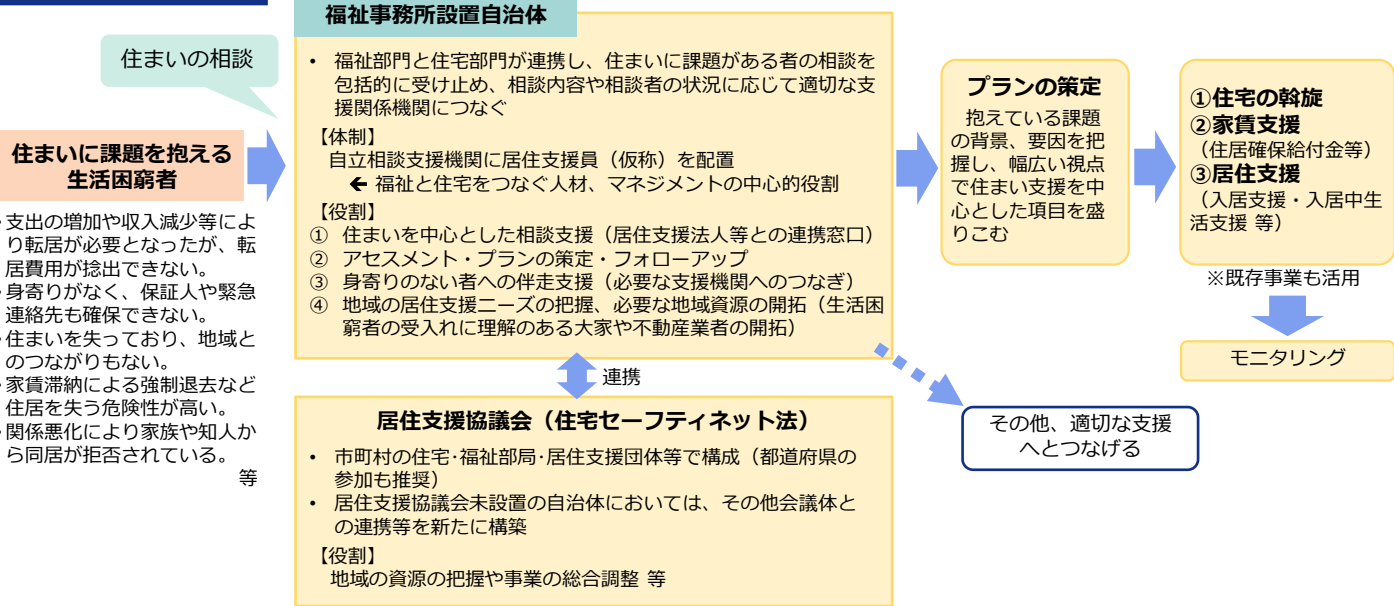 住まいの相談
住まいに課題を抱える
生活困窮者
・支出の増加や収入減少等によ
り転居が必要となったが、転
居費用が捻出できない。
・身寄りがなく、保証人や緊急
連絡先も確保できない。
・住まいを失っており、地域と
のつながりもない。
・家賃滞納による強制退去など
住居を失う危険性が高い。
・関係悪化により家族や知人か
ら同居が拒否されている。
等
福祉事務所設置自治体
• 福祉部門と住宅部門が連携し、住まいに課題がある者の相談を
包括的に受け止め、相談内容や相談者の状況に応じて適切な支
援関係機関につなぐ
【体制】
自立相談支援機関に居住支援員（仮称）を配置
← 福祉と住宅をつなぐ人材、マネジメントの中心的役割
【役割】
① 住まいを中心とした相談支援（居住支援法人等との連携窓口）
② アセスメント・プランの策定・フォローアップ
③ 身寄りのない者への伴走支援（必要な支援機関へのつなぎ）
④ 地域の居住支援ニーズの把握、必要な地域資源の開拓（生活困
窮者の受入れに理解のある大家や不動産業者の開拓）
連携
居住支援協議会（住宅セーフティネット法）
• 市町村の住宅･福祉部局･居住支援団体等で構成（都道府県の
参加も推奨）
• 居住支援協議会未設置の自治体においては、その他会議体と
の連携等を新たに構築
【役割】
地域の資源の把握や事業の総合調整 等
プランの策定
抱えている課題
の背景、要因を把
握し、幅広い視点
で住まい支援を中
心とした項目を盛
りこむ
①住宅の斡旋
②家賃支援
（住居確保給付金等）
③居住支援
（入居支援・入居中生
活支援 等）
※既存事業も活用
モニタリング
その他、適切な支援
へとつなげる